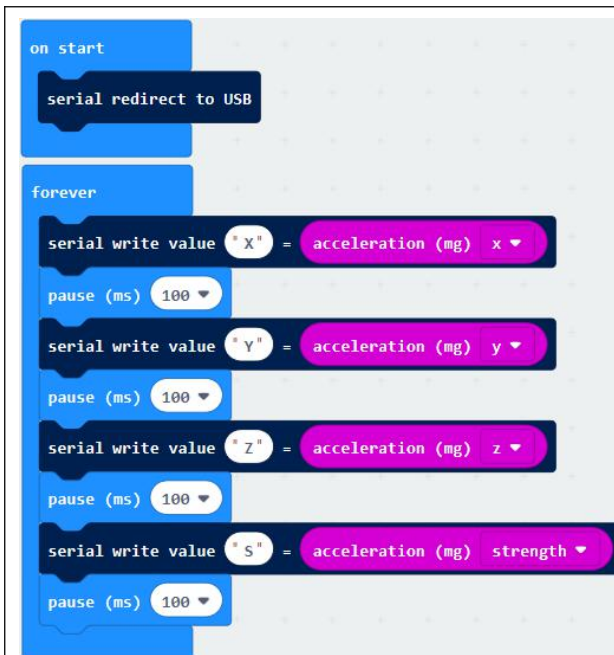 on start
serial redirect to USB
forever
serial write value "X" = acceleration (mg) x
pause (ms) 100
serial write value "Y" = acceleration (mg) y
pause (ms) 100
serial write value "Z" = acceleration (mg) z
pause (ms) 100
serial write value "S" = acceleration (mg) strength
pause (ms) 100